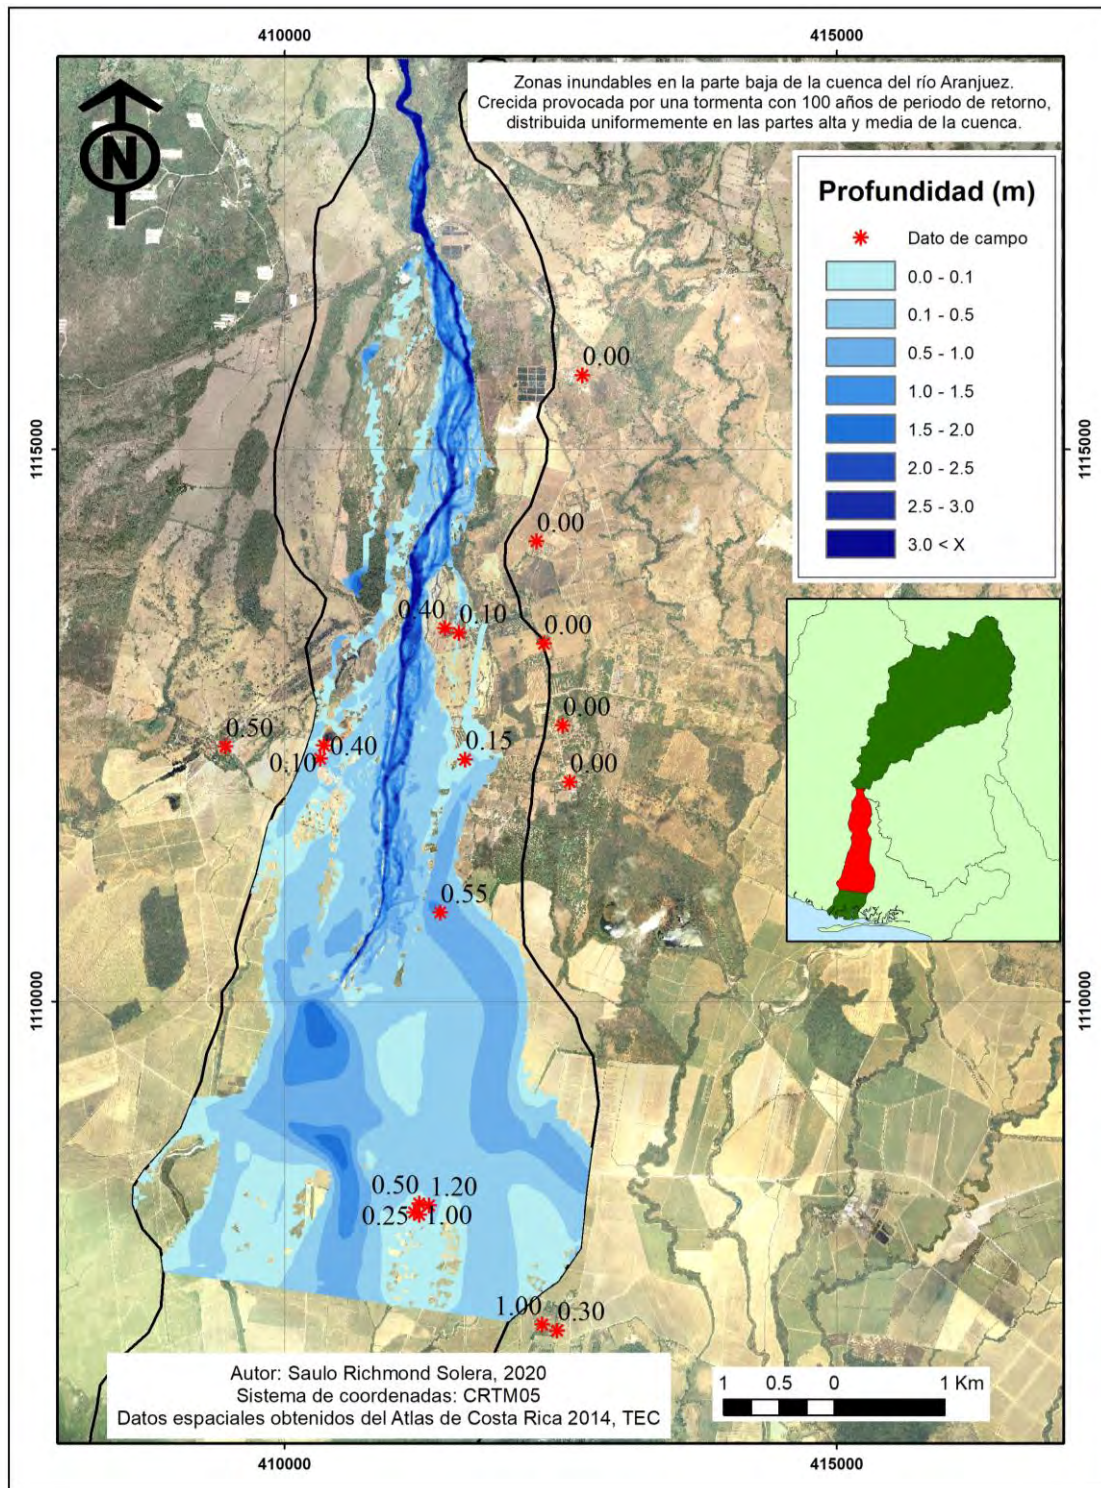 410000
415000
Zonas inundables en la parte baja de la cuenca del río Aranjuez.
Crecida provocada por una tormenta con 100 años de periodo de retorno,
distribuida uniformemente en las partes alta y media de la cuenca.
N
Profundidad (m)
Dato de campo
0.0 - 0.1
0.1 - 0.5
0.5 - 1.0
1.0 - 1.5
1.5 - 2.0
2.0 - 2.5
2.5 - 3.0
3.0 < X
0.00
1115000
1115000
0.00
0.40
0.10
0.00
0.00
0.50
0.40
0.10
0.15
0.00
0.55
1110000
1110000
0.50
1.20
0.25
1.00
1.00
0.30
Autor: Saulo Richmond Solera, 2020
Sistema de coordenadas: CRTM05
Datos espaciales obtenidos del Atlas de Costa Rica 2014, TEC
1 0.5 0 1 Km
410000
415000